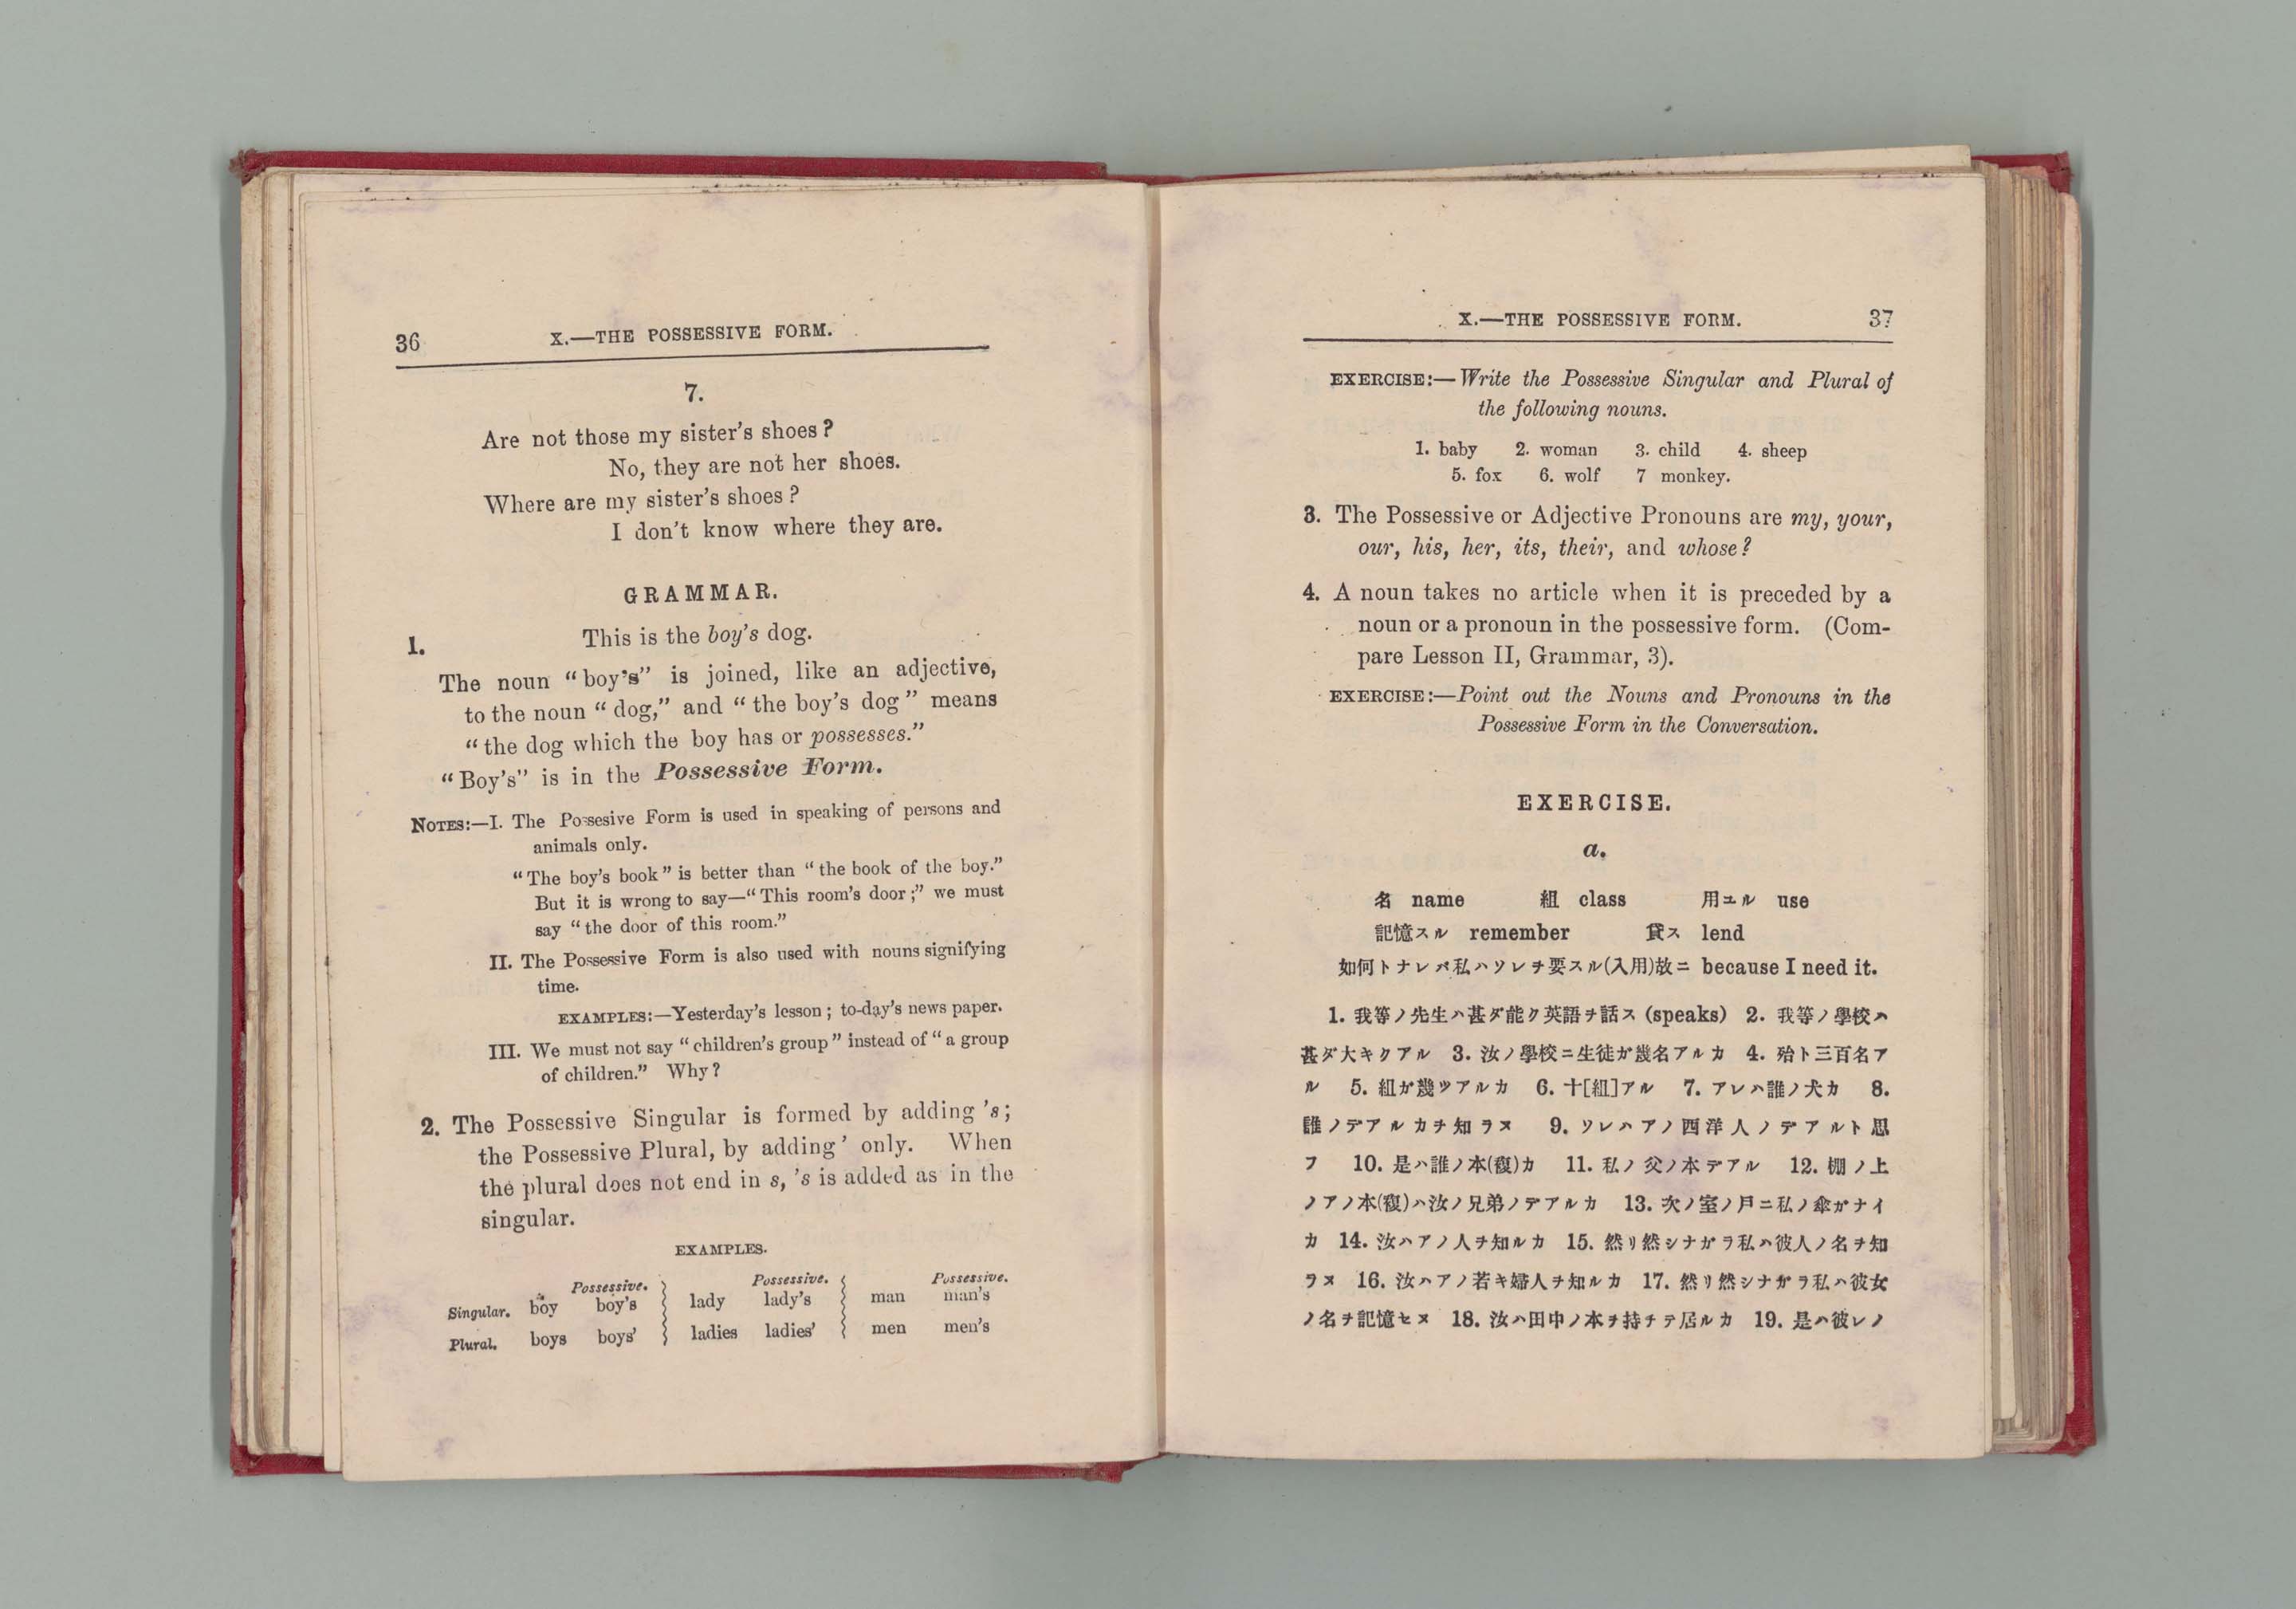 36 X.—THE POSSESSIVE FORM.
7.
Are not those my sister's shoes?
No, they are not her shoes.
Where are my sister's shoes?
I don't know where they are.
GRAMMAR.
1. This is the boy's dog.
The noun "boy's" is joined, like an adjective,
to the noun "dog," and "the boy's dog" means
"the dog which the boy has or possesses."
"Boy's" is in the Possessive Form.
NOTES:—I. The Possesive Form is used in speaking of persons and
animals only.
"The boy's book" is better than "the book of the boy."
But it is wrong to say—"This room's door;" we must
say "the door of this room."
II. The Possessive Form is also used with nouns signifying
time.
EXAMPLES:—Yesterday's lesson; to-day's news paper.
III. We must not say "children's group" instead of "a group
of children." Why?
2. The Possessive Singular is formed by adding 's;
the Possessive Plural, by adding ' only. When
the plural does not end in s, 's is added as in the
singular.
EXAMPLES.
Possessive. Possessive. Possessive.
Singular. boy boy's lady lady's man man's
Plural. boys boys' ladies ladies' men men's
X.—THE POSSESSIVE FORM. 37
EXERCISE:—Write the Possessive Singular and Plural of
the following nouns.
1. baby 2. woman 3. child 4. sheep
5. fox 6. wolf 7 monkey.
3. The Possessive or Adjective Pronouns are my, your,
our, his, her, its, their, and whose?
4. A noun takes no article when it is preceded by a
noun or a pronoun in the possessive form. (Com-
pare Lesson II, Grammar, 3).
EXERCISE:—Point out the Nouns and Pronouns in the
Possessive Form in the Conversation.
EXERCISE.
a.
名 name 組 class 用ユル use
記憶スル remember 貸ス lend
如何トナレバ私ハソレヲ要スル(入用)故ニ because I need it.
1. 我等ノ先生ハ甚ダ能ク英語ヲ話ス (speaks) 2. 我等ノ學校ハ
甚ダ大キクアル 3. 汝ノ學校ニ生徒ガ幾名アルカ 4. 殆ト三百名ア
ル 5. 組ガ幾ツアルカ 6. 十[組]アル 7. アレハ誰ノ犬カ 8.
誰ノデアルカヲ知ラヌ 9. ソレハアノ西洋人ノデアルト思
フ 10. 是ハ誰ノ本(複)カ 11. 私ノ父ノ本デアル 12. 棚ノ上
ノアノ本(複)ハ汝ノ兄弟ノデアルカ 13. 次ノ室ノ戸ニ私ノ傘ガナイ
カ 14. 汝ハアノ人ヲ知ルカ 15. 然リ然シナガラ私ハ彼人ノ名ヲ知
ラヌ 16. 汝ハアノ若キ婦人ヲ知ルカ 17. 然リ然シナガラ私ハ彼女
ノ名ヲ記憶セヌ 18. 汝ハ田中ノ本ヲ持チテ居ルカ 19. 是ハ彼レノ